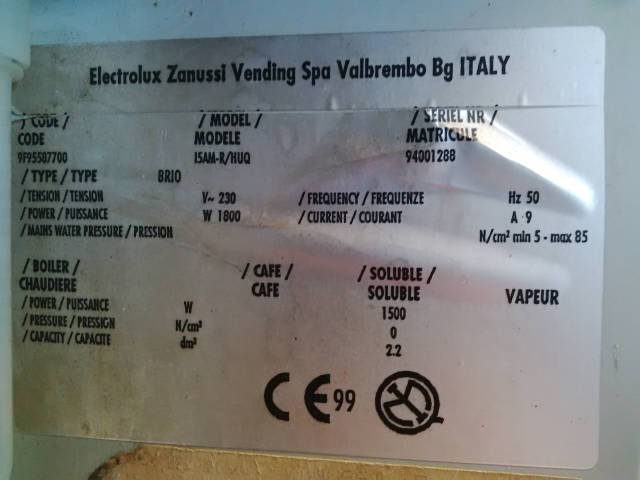 Electrolux Zanussi Vending Spa Valbrembo Bg ITALY
/ CODE / / MODEL / / SERIEL NR /
CODE MODELE MATRICULE
9F95587700 I5AM-R/HUQ 94001288
/ TYPE / TYPE BRIO
/ TENSION / TENSION V~ 230 / FREQUENCY / FREQUENZE Hz 50
/ POWER / PUISSANCE W 1800 / CURRENT / COURANT A 9
/ MAINS WATER PRESSURE / PRESSION N/cm² min 5 - max 85
/ BOILER / / CAFE / / SOLUBLE /
CHAUDIERE CAFE SOLUBLE VAPEUR
/ POWER / PUISSANCE W 1500
/ PRESSURE / PRESSIGN N/cm² 0
/ CAPACITY / CAPACITE dm² 2.2
CE 99